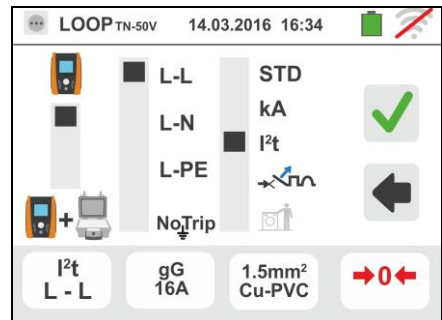 LOOP TN-50V 14.03.2016 16:34
L-L
L-N
L-PE
NoTrip
STD
kA
I²t
+
I²t
L - L
gG
16A
1.5mm²
Cu-PVC
0